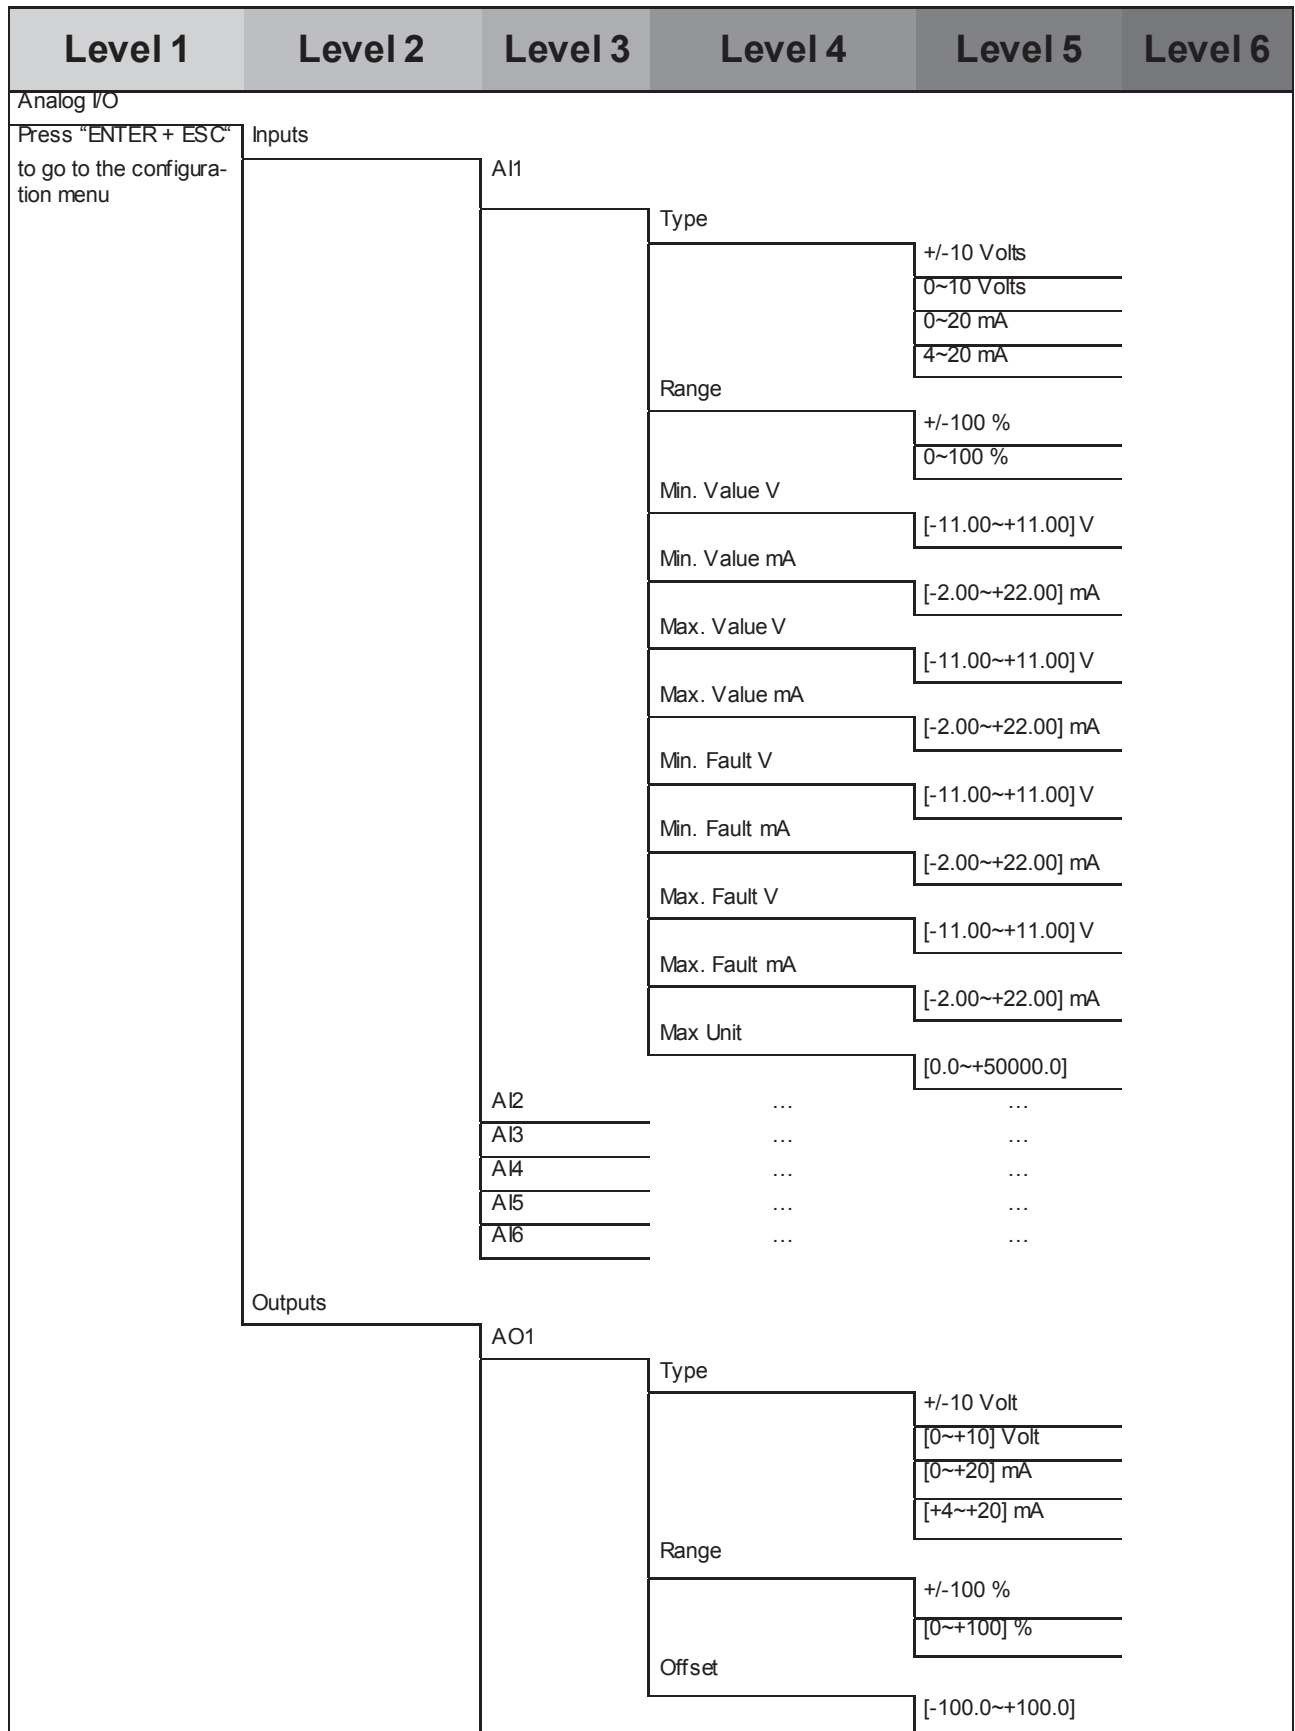 Level 1 Level 2 Level 3 Level 4 Level 5 Level 6
Analog I/O
Press “ENTER + ESC“ Inputs
to go to the configura- AI1
tion menu
Type
+/-10 Volts
0~10 Volts
0~20 mA
4~20 mA
Range
+/-100 %
0~100 %
Min. Value V
[-11.00~+11.00] V
Min. Value mA
[-2.00~+22.00] mA
Max. Value V
[-11.00~+11.00] V
Max. Value mA
[-2.00~+22.00] mA
Min. Fault V
[-11.00~+11.00] V
Min. Fault mA
[-2.00~+22.00] mA
Max. Fault V
[-11.00~+11.00] V
Max. Fault mA
[-2.00~+22.00] mA
Max Unit
[0.0~+50000.0]
AI2 … …
AI3 … …
AI4 … …
AI5 … …
AI6 … …
Outputs
AO1
Type
+/-10 Volt
[0~+10] Volt
[0~+20] mA
[+4~+20] mA
Range
+/-100 %
[0~+100] %
Offset
[-100.0~+100.0]